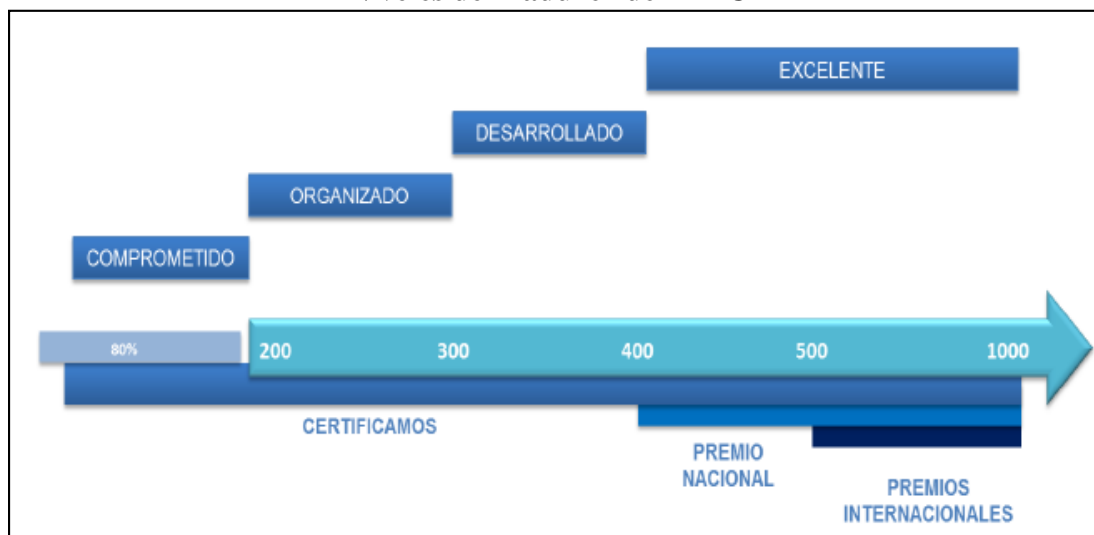 EXCELENTE
DESARROLLADO
ORGANIZADO
COMPROMETIDO
80%
200
300
400
500
1000
CERTIFICAMOS
PREMIO
NACIONAL
PREMIOS
INTERNACIONALES